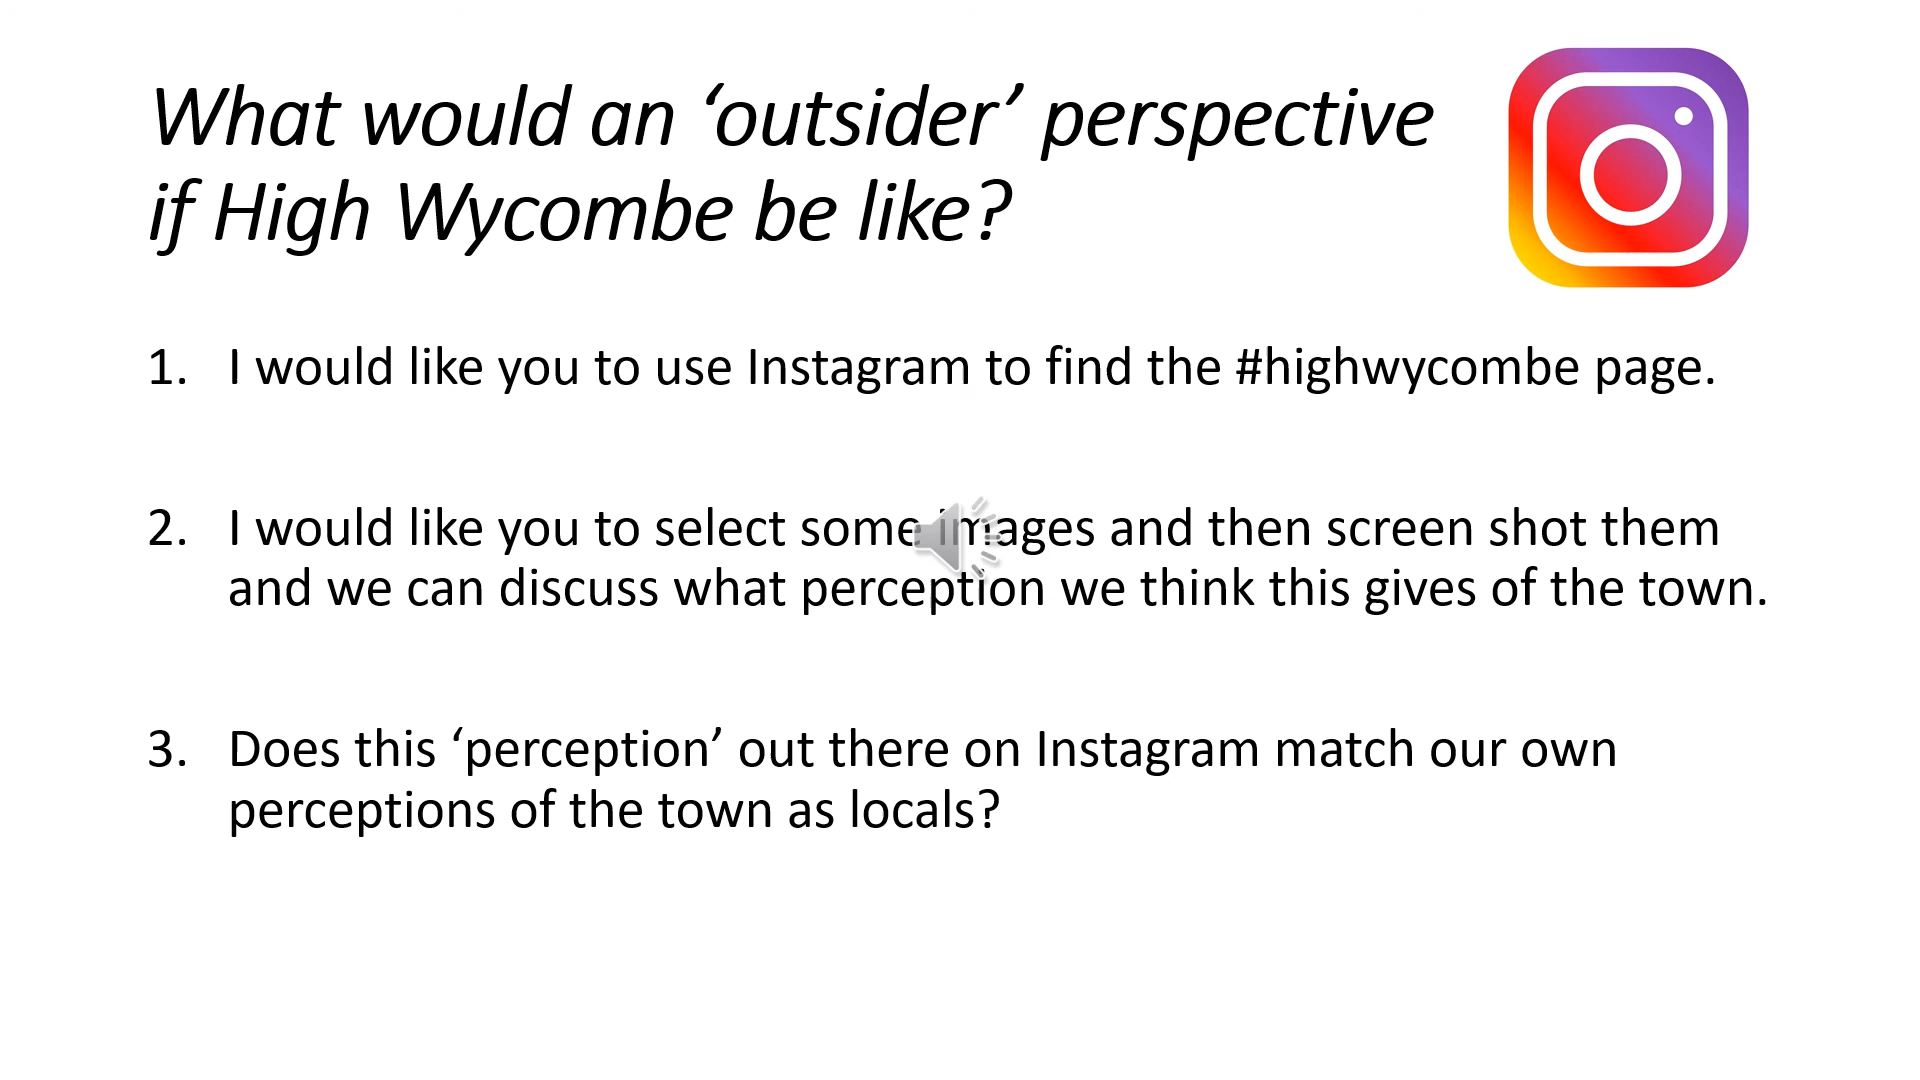 What would an ‘outsider’ perspective
if High Wycombe be like?
1. I would like you to use Instagram to find the #highwycombe page.
2. I would like you to select some images and then screen shot them
and we can discuss what perception we think this gives of the town.
3. Does this ‘perception’ out there on Instagram match our own
perceptions of the town as locals?